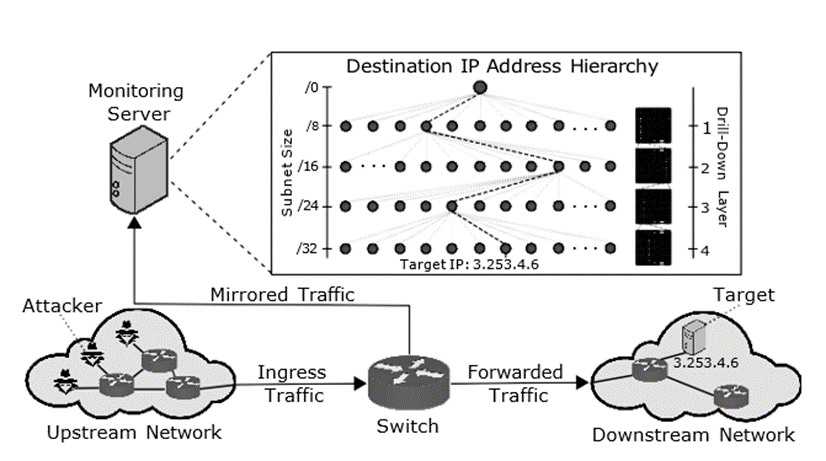 Destination IP Address Hierarchy
Monitoring
Server
Subnet Size
/0
/8
/16
/24
/32
Drill-Down Layer
1
2
3
4
Target IP: 3.253.4.6
Mirrored Traffic
Attacker
Target
3.253.4.6
Ingress
Traffic
Forwarded
Traffic
Switch
Upstream Network
Downstream Network